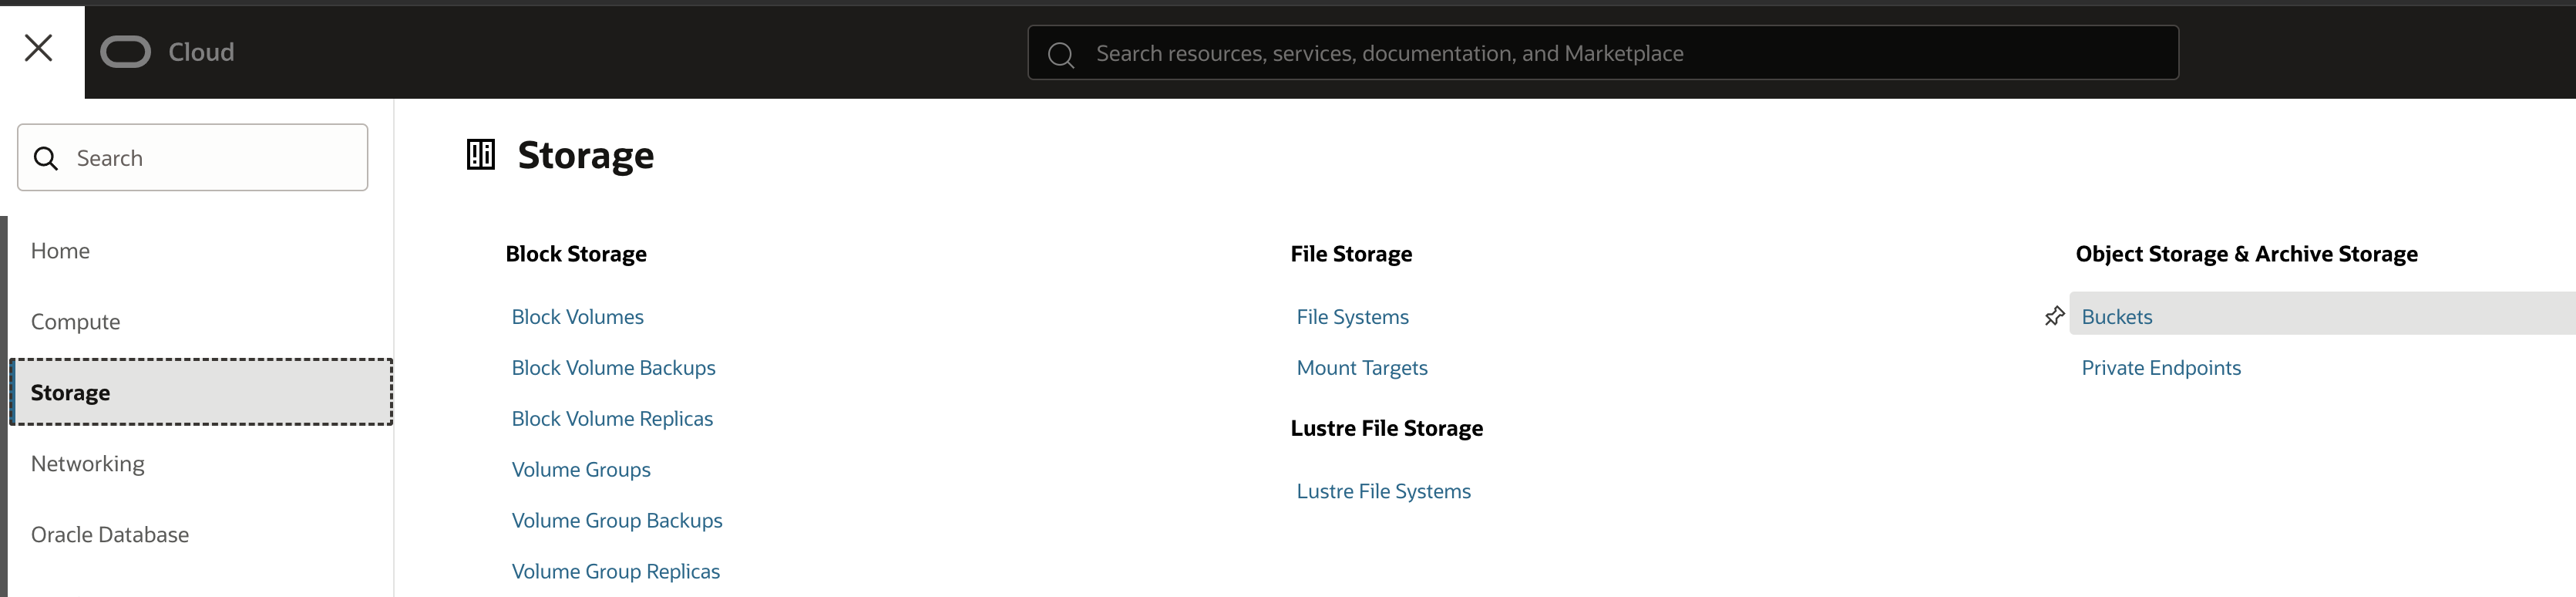 Cloud
Search resources, services, documentation, and Marketplace
Search
Home
Compute
Storage
Networking
Oracle Database
Storage
Block Storage
Block Volumes
Block Volume Backups
Block Volume Replicas
Volume Groups
Volume Group Backups
Volume Group Replicas
File Storage
File Systems
Mount Targets
Lustre File Storage
Lustre File Systems
Object Storage & Archive Storage
Buckets
Private Endpoints